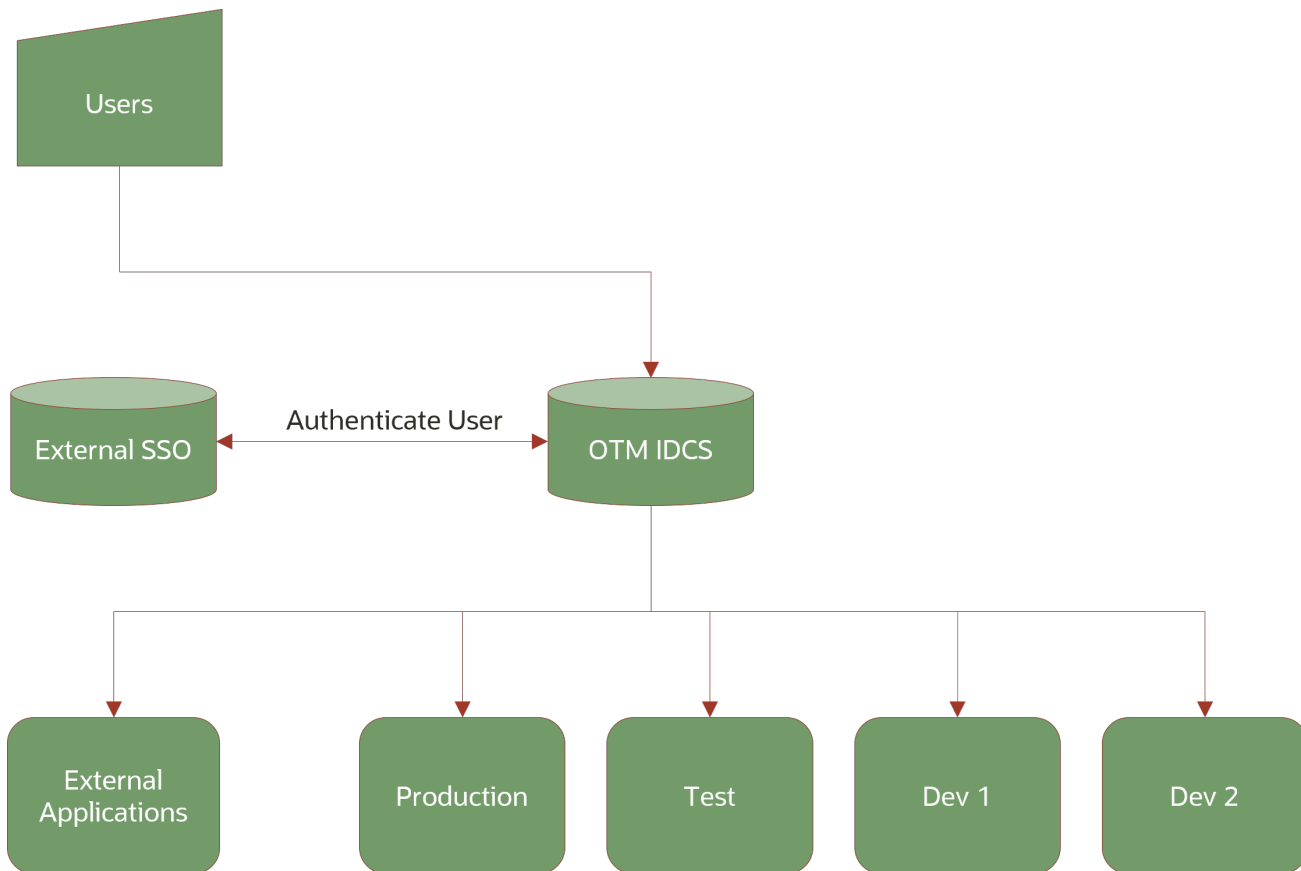 Users
Authenticate User
External SSO
OTM IDCS
External
Applications
Production
Test
Dev 1
Dev 2